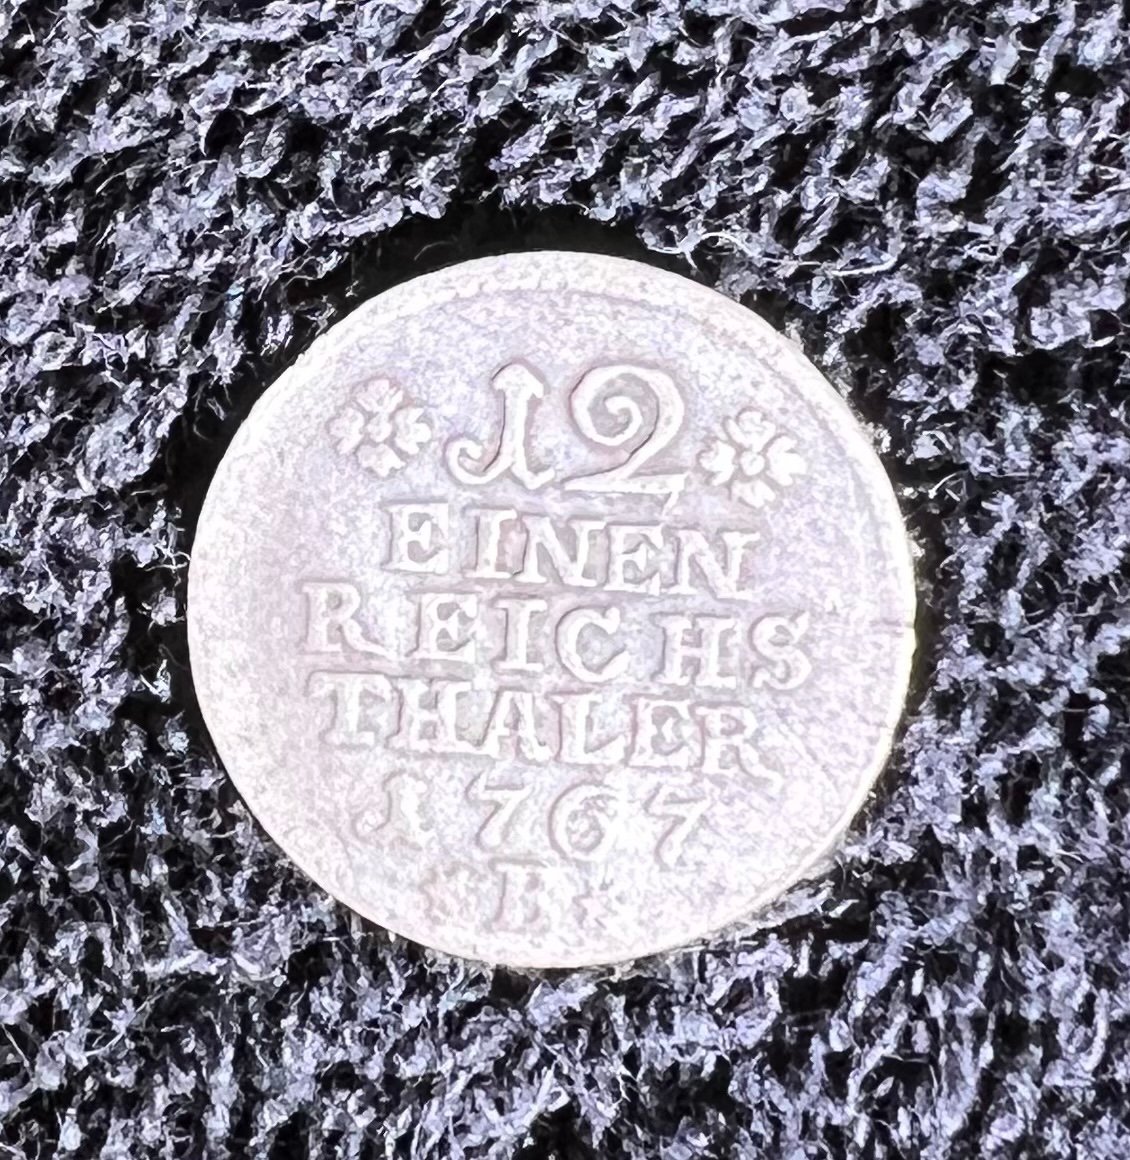 12
EINEN
REICHS
THALER
1767
B